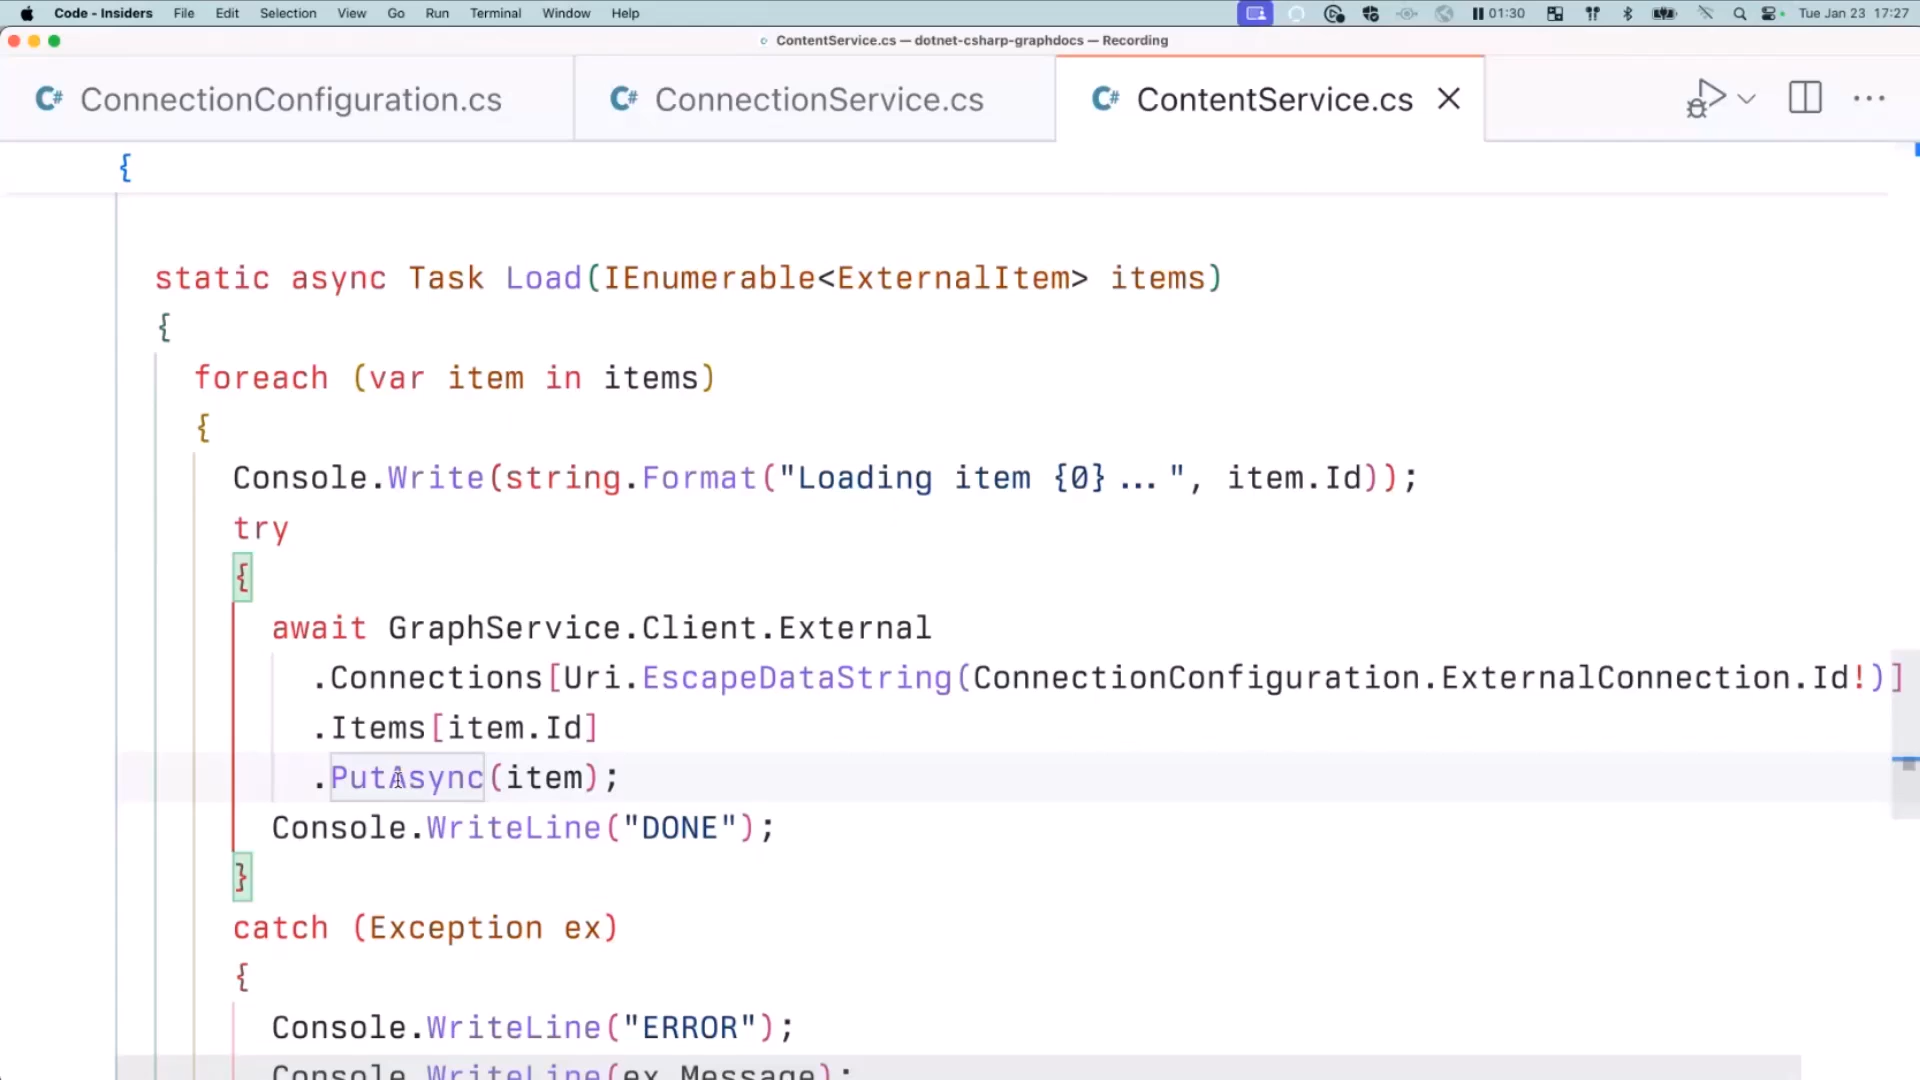 Code - Insiders File Edit Selection View Go Run Terminal Window Help 01:30 Tue Jan 23 17:27
ContentService.cs — dotnet-csharp-graphdocs — Recording
C# ConnectionConfiguration.cs C# ConnectionService.cs C# ContentService.cs
{
static async Task Load(IEnumerable<ExternalItem> items)
{
foreach (var item in items)
{
Console.Write(string.Format("Loading item {0}...", item.Id));
try
{
await GraphService.Client.External
.Connections[Uri.EscapeDataString(ConnectionConfiguration.ExternalConnection.Id!)]
.Items[item.Id]
.PutAsync(item);
Console.WriteLine("DONE");
}
catch (Exception ex)
{
Console.WriteLine("ERROR");
Console.WriteLine(ex.Message);